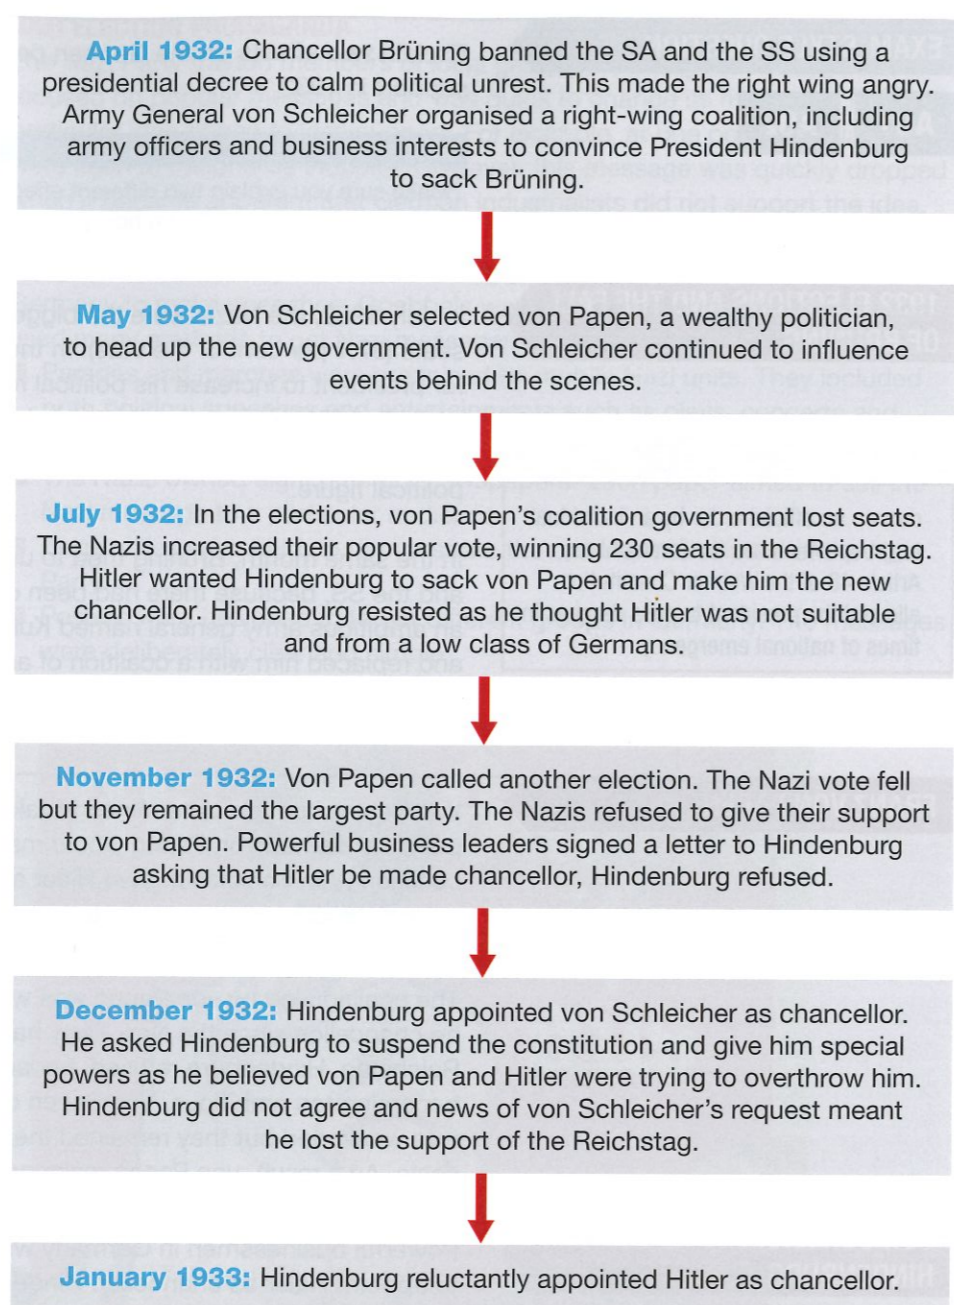 April 1932: Chancellor Brüning banned the SA and the SS using a
presidential decree to calm political unrest. This made the right wing angry.
Army General von Schleicher organised a right-wing coalition, including
army officers and business interests to convince President Hindenburg
to sack Brüning.
May 1932: Von Schleicher selected von Papen, a wealthy politician,
to head up the new government. Von Schleicher continued to influence
events behind the scenes.
July 1932: In the elections, von Papen's coalition government lost seats.
The Nazis increased their popular vote, winning 230 seats in the Reichstag.
Hitler wanted Hindenburg to sack von Papen and make him the new
chancellor. Hindenburg resisted as he thought Hitler was not suitable
and from a low class of Germans.
November 1932: Von Papen called another election. The Nazi vote fell
but they remained the largest party. The Nazis refused to give their support
to von Papen. Powerful business leaders signed a letter to Hindenburg
asking that Hitler be made chancellor, Hindenburg refused.
December 1932: Hindenburg appointed von Schleicher as chancellor.
He asked Hindenburg to suspend the constitution and give him special
powers as he believed von Papen and Hitler were trying to overthrow him.
Hindenburg did not agree and news of von Schleicher's request meant
he lost the support of the Reichstag.
January 1933: Hindenburg reluctantly appointed Hitler as chancellor.